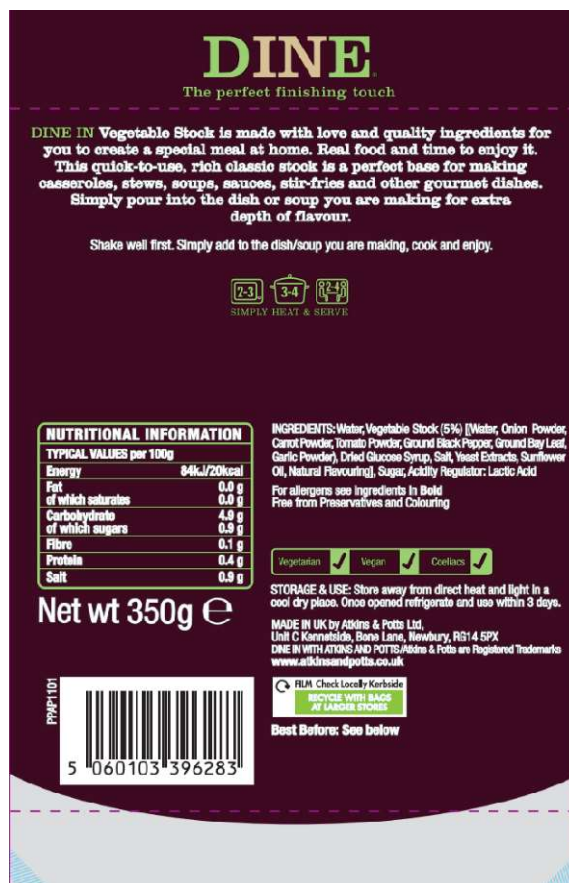 DINE
The perfect finishing touch
DINE IN Vegetable Stock is made with love and quality ingredients for
you to create a special meal at home. Real food and time to enjoy it.
This quick-to-use, rich classic stock is a perfect base for making
casseroles, stews, soups, sauces, stir-fries and other gourmet dishes.
Simply pour into the dish or soup you are making for extra
depth of flavour.
Shake well first. Simply add to the dish/soup you are making, cook and enjoy.
2-3 3-4 2-4
SIMPLY HEAT & SERVE
NUTRITIONAL INFORMATION
TYPICAL VALUES per 100g
Energy 84kJ/20kcal
Fat 0.0 g
of which saturates 0.0 g
Carbohydrate 4.9 g
of which sugars 0.9 g
Fibre 0.1 g
Protein 0.4 g
Salt 0.9 g
Net wt 350g e
INGREDIENTS: Water, Vegetable Stock (5%) [(Water, Onion Powder,
Carrot Powder, Tomato Powder, Ground Black Pepper, Ground Bay Leaf,
Garlic Powder), Dried Glucose Syrup, Salt, Yeast Extracts, Sunflower
Oil, Natural Flavouring], Sugar, Acidity Regulator: Lactic Acid
For allergens see ingredients in Bold
Free from Preservatives and Colouring
Vegetarian Vegan Coeliacs
STORAGE & USE: Store away from direct heat and light in a
cool dry place. Once opened refrigerate and use within 3 days.
MADE IN UK by Atkins & Potts Ltd,
Unit C Kennetside, Bone Lane, Newbury, RG14 5PX
DINE IN WITH ATKINS AND POTTS/Atkins & Potts are Registered Trademarks
www.atkinsandpotts.co.uk
FILM Check Locally Kerbside
RECYCLE WITH BAGS
AT LARGER STORES
Best Before: See below
PPAP1101
5 060103 396283